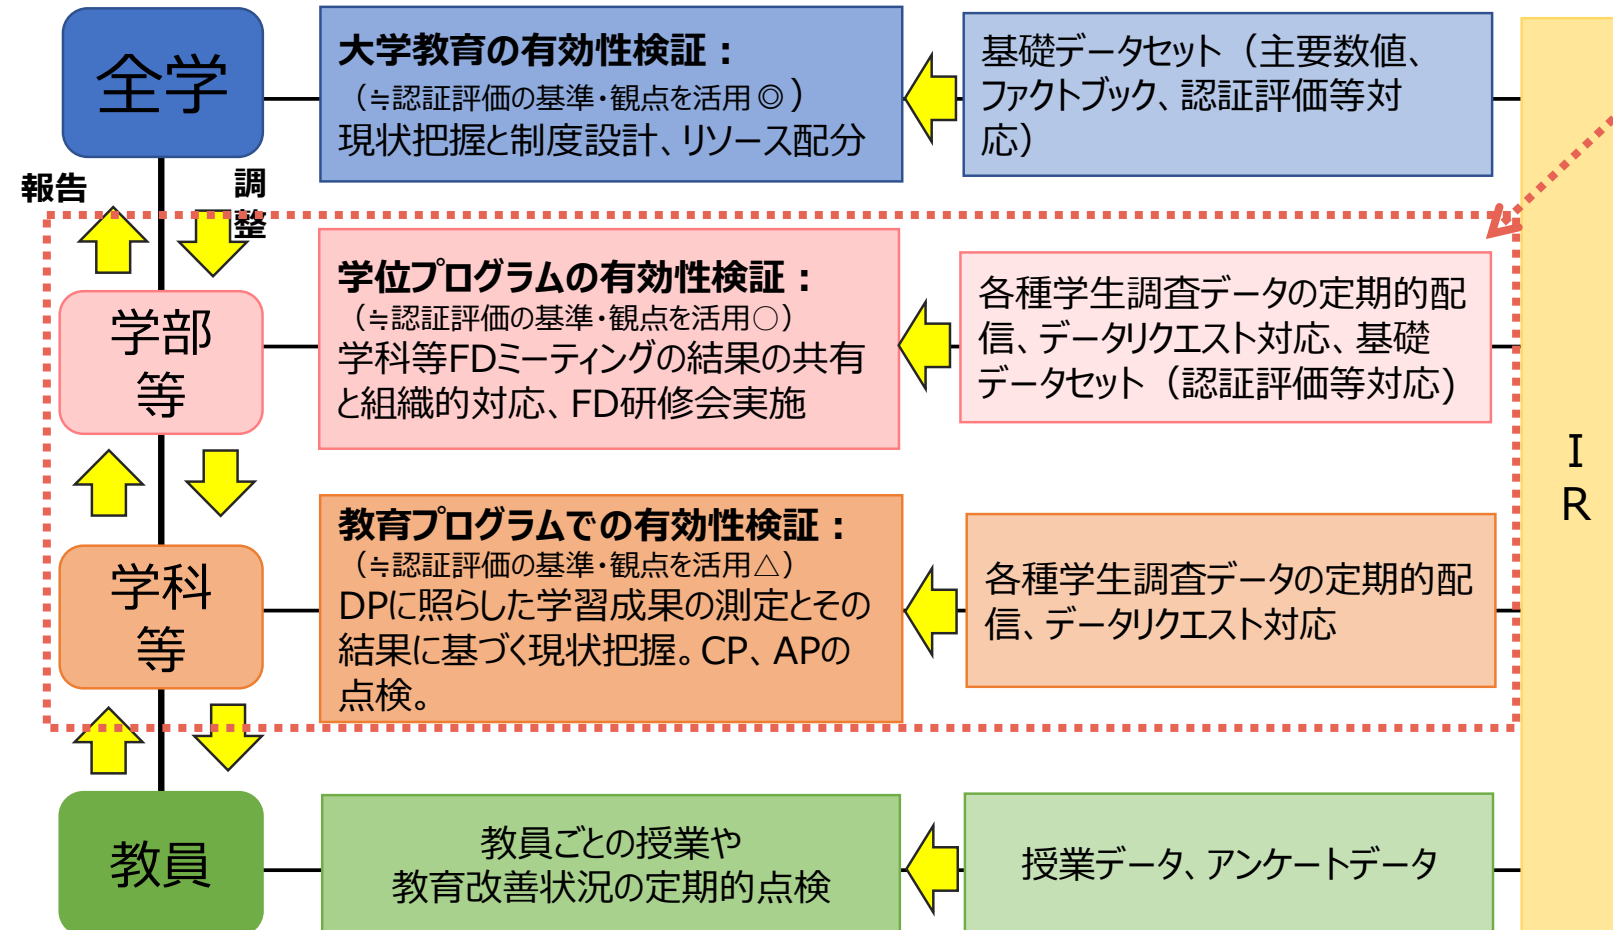 全学
大学教育の有効性検証：
（≒認証評価の基準・観点を活用◎）
現状把握と制度設計、リソース配分
基礎データセット（主要数値、
ファクトブック、認証評価等対
応）
報告
調
整
学部
等
学位プログラムの有効性検証：
（≒認証評価の基準・観点を活用○）
学科等FDミーティングの結果の共有
と組織的対応、FD研修会実施
各種学生調査データの定期的配
信、データリクエスト対応、基礎
データセット（認証評価等対応)
I
R
学科
等
教育プログラムでの有効性検証：
（≒認証評価の基準・観点を活用△）
DPに照らした学習成果の測定とその
結果に基づく現状把握。CP、APの
点検。
各種学生調査データの定期的配
信、データリクエスト対応
教員
教員ごとの授業や
教育改善状況の定期的点検
授業データ、アンケートデータ